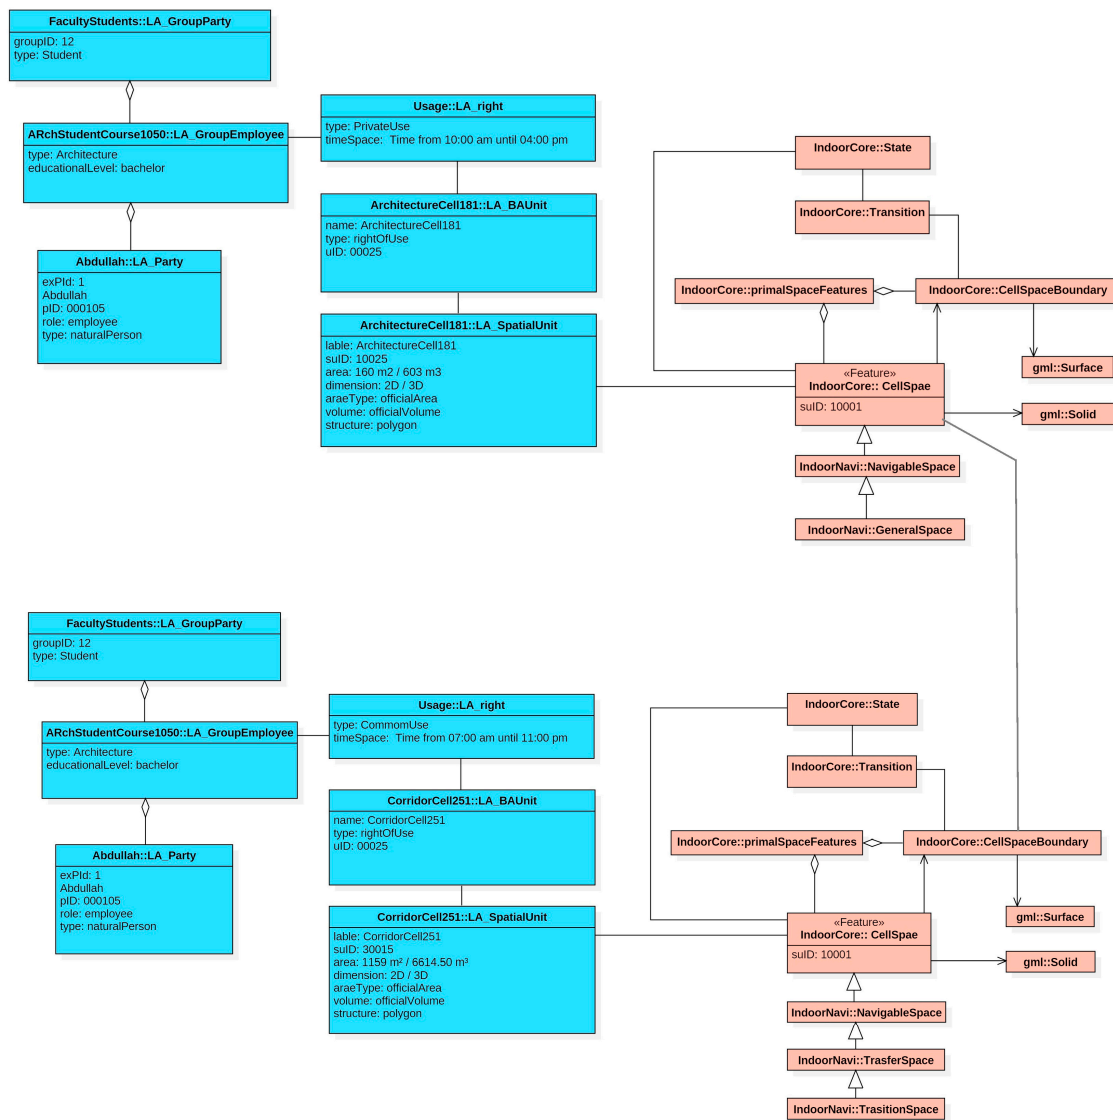 FacultyStudents::LA_GroupParty
groupID: 12
type: Student
ARchStudentCourse1050::LA_GroupEmployee
type: Architecture
educationalLevel: bachelor
Abdullah::LA_Party
exPId: 1
Abdullah
pID: 000105
role: employee
type: naturalPerson
Usage::LA_right
type: PrivateUse
timeSpace:  Time from 10:00 am until 04:00 pm
ArchitectureCell181::LA_BAUnit
name: ArchitectureCell181
type: rightOfUse
uID: 00025
ArchitectureCell181::LA_SpatialUnit
lable: ArchitectureCell181
suID: 10025
area: 160 m2 / 603 m3
dimension: 2D / 3D
araeType: officialArea
volume: officialVolume
structure: polygon
IndoorCore::State
IndoorCore::Transition
IndoorCore::primalSpaceFeatures
IndoorCore::CellSpaceBoundary
gml::Surface
«Feature»
IndoorCore:: CellSpae
suID: 10001
gml::Solid
IndoorNavi::NavigableSpace
IndoorNavi::GeneralSpace
FacultyStudents::LA_GroupParty
groupID: 12
type: Student
ARchStudentCourse1050::LA_GroupEmployee
type: Architecture
educationalLevel: bachelor
Abdullah::LA_Party
exPId: 1
Abdullah
pID: 000105
role: employee
type: naturalPerson
Usage::LA_right
type: CommomUse
timeSpace:  Time from 07:00 am until 11:00 pm
CorridorCell251::LA_BAUnit
name: CorridorCell251
type: rightOfUse
uID: 00025
CorridorCell251::LA_SpatialUnit
lable: CorridorCell251
suID: 30015
area: 1159 m² / 6614.50 m³
dimension: 2D / 3D
araeType: officialArea
volume: officialVolume
structure: polygon
IndoorCore::State
IndoorCore::Transition
IndoorCore::primalSpaceFeatures
IndoorCore::CellSpaceBoundary
gml::Surface
«Feature»
IndoorCore:: CellSpae
suID: 10001
gml::Solid
IndoorNavi::NavigableSpace
IndoorNavi::TrasferSpace
IndoorNavi::TrasitionSpace